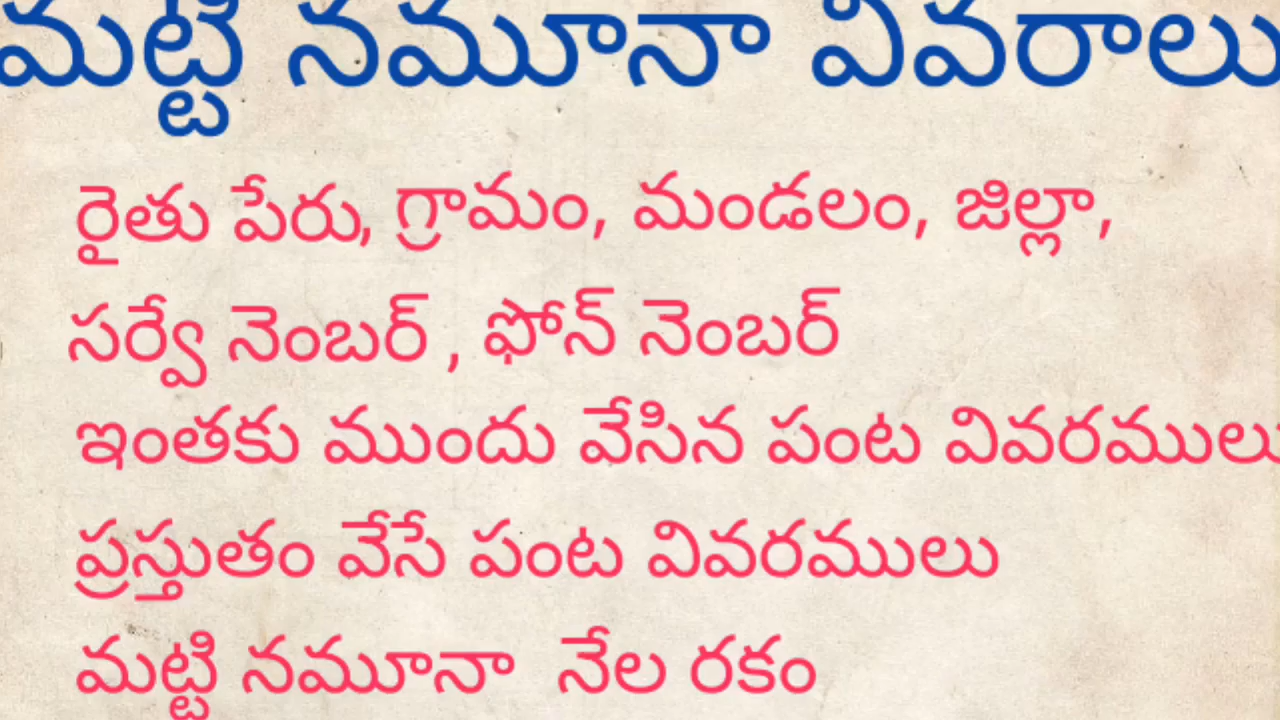 మట్టి నమూనా వివరాలు
రైతు పేరు, గ్రామం, మండలం, జిల్లా,
సర్వే నెంబర్ , ఫోన్ నెంబర్
ఇంతకు ముందు వేసిన పంట వివరములు
ప్రస్తుతం వేసే పంట వివరములు
మట్టి నమూనా నేల రకం